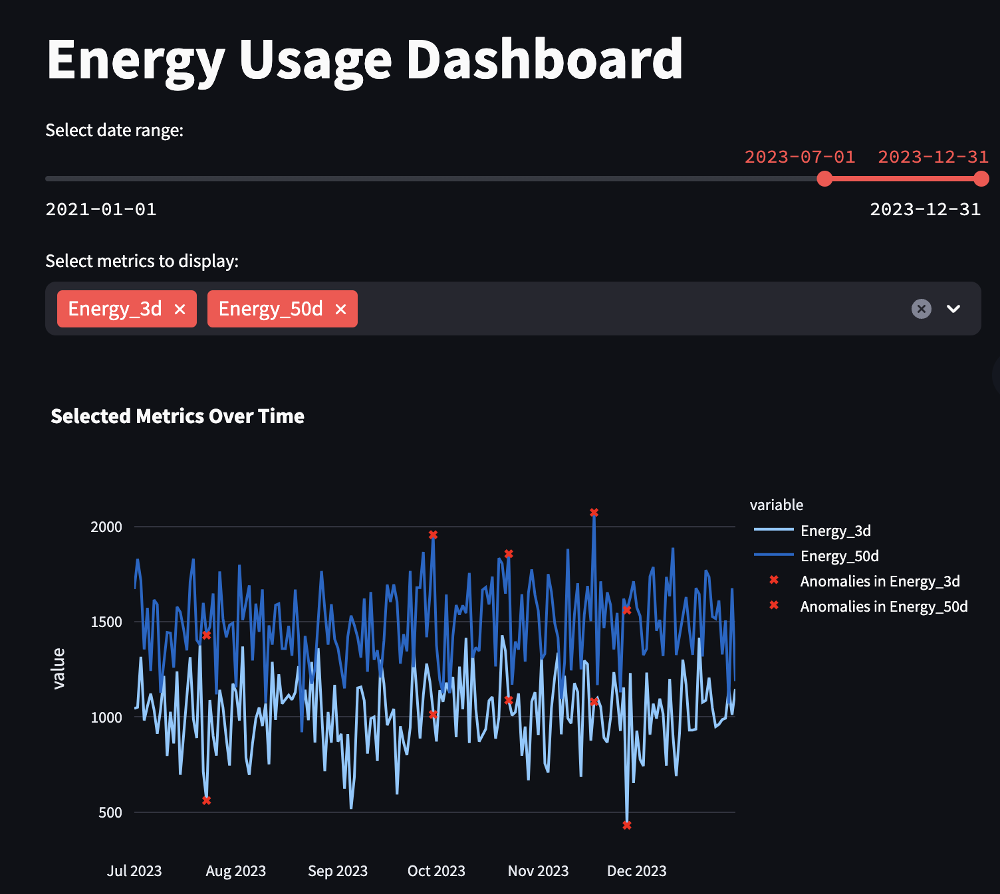 Energy Usage Dashboard
Select date range:
2023-07-01 2023-12-31
2021-01-01 2023-12-31
Select metrics to display:
Energy_3d × Energy_50d ×
Selected Metrics Over Time
variable
Energy_3d
Energy_50d
Anomalies in Energy_3d
Anomalies in Energy_50d
value
2000
1500
1000
500
Jul 2023 Aug 2023 Sep 2023 Oct 2023 Nov 2023 Dec 2023